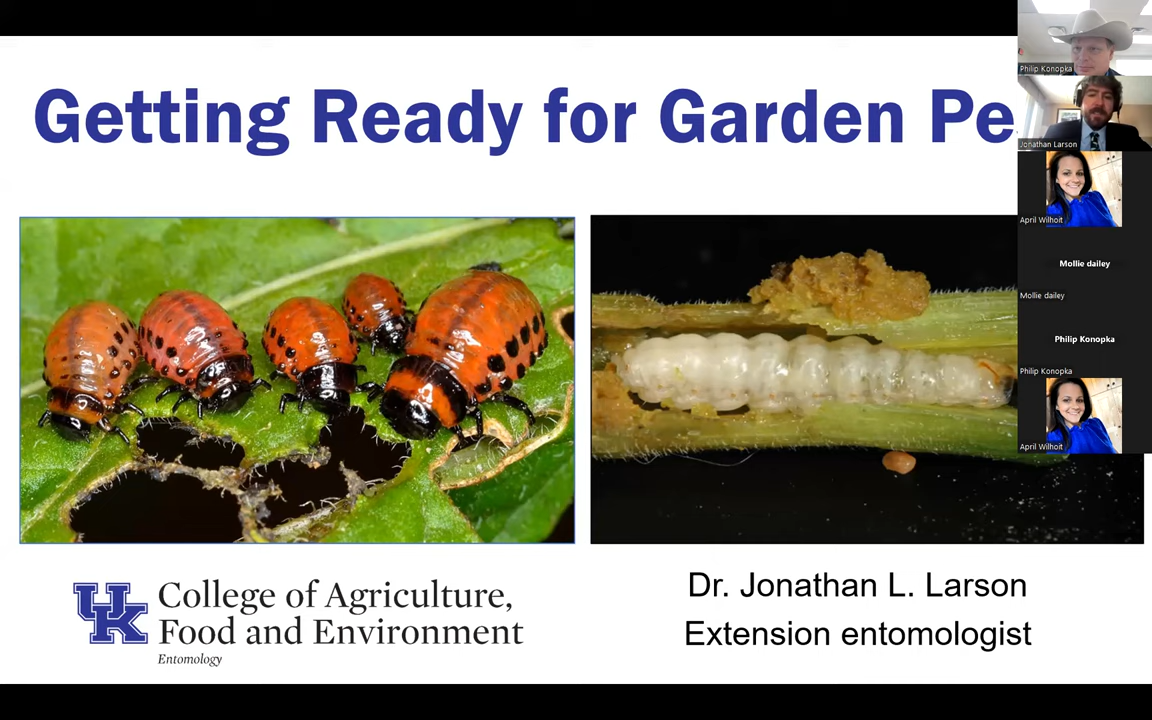 Getting Ready for Garden Pe
Philip Konopka
Jonathan Larson
April Wilhoit
Mollie dailey
Mollie dailey
Philip Konopka
Philip Konopka
April Wilhoit
UK
College of Agriculture,
Food and Environment
Entomology
Dr. Jonathan L. Larson
Extension entomologist